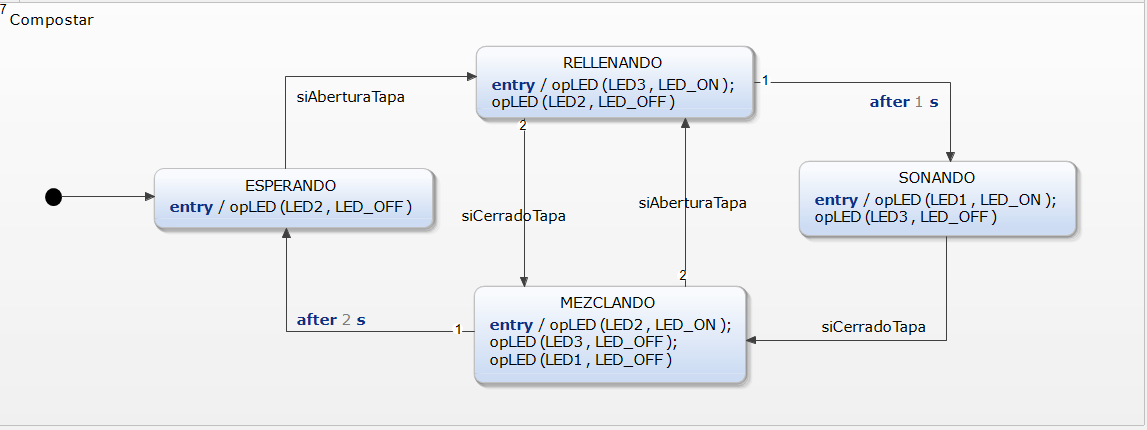 7
Compostar
RELLENANDO
entry / opLED (LED3 , LED_ON );
opLED (LED2 , LED_OFF )
1
2
siAberturaTapa
after 1 s
ESPERANDO
entry / opLED (LED2 , LED_OFF )
SONANDO
entry / opLED (LED1 , LED_ON );
opLED (LED3 , LED_OFF )
siCerradoTapa
siAberturaTapa
2
MEZCLANDO
entry / opLED (LED2 , LED_ON );
opLED (LED3 , LED_OFF );
opLED (LED1 , LED_OFF )
after 2 s
1
siCerradoTapa